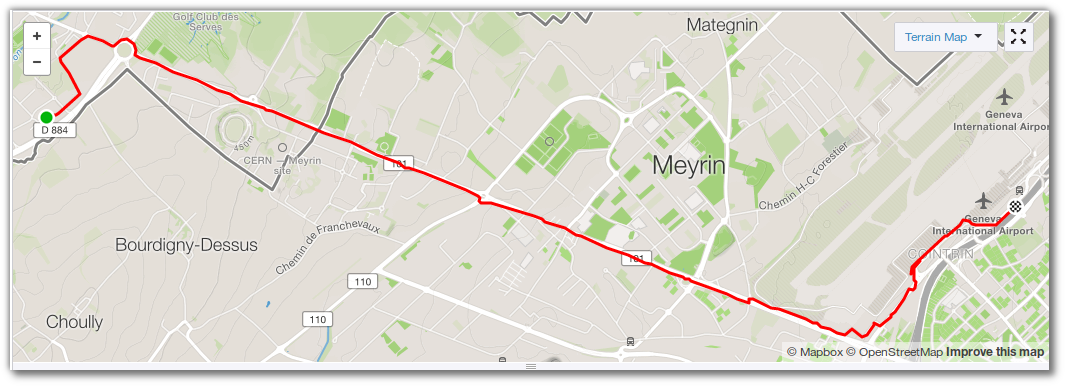 Golf Club des
Serves
Mategnin
+
−
Terrain Map
Geneva
International Airpor
D 884
450m
CERN — Meyrin
site
101
Meyrin
Chemin H-C Forestier
Geneva
International Airport
Chemin de Franchevaux
Bourdigny-Dessus
COINTRIN
101
110
110
Choully
© Mapbox © OpenStreetMap Improve this map